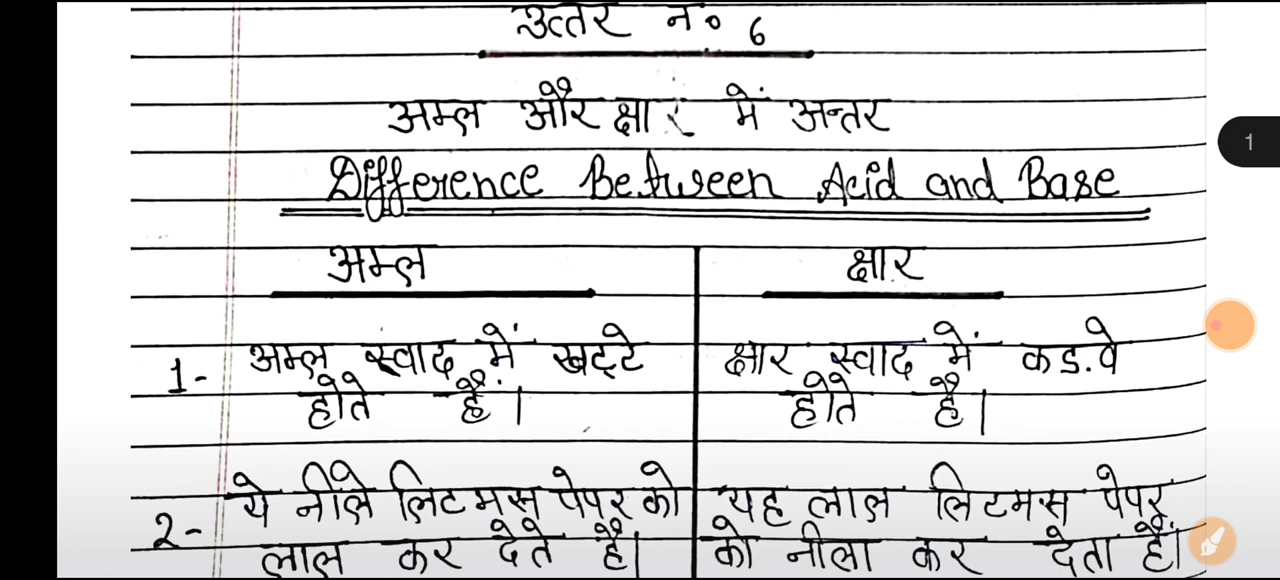 उत्तर न० 6
अम्ल और क्षार में अन्तर
Difference Between Acid and Base
अम्ल क्षार
1- अम्ल स्वाद में खट्टे क्षार स्वाद में कड़वे
होते हैं। होते है।
2- ये नीले लिटमस पेपर को यह लाल लिटमस पेपर
लाल कर देते है। को नीला कर देता है।
1